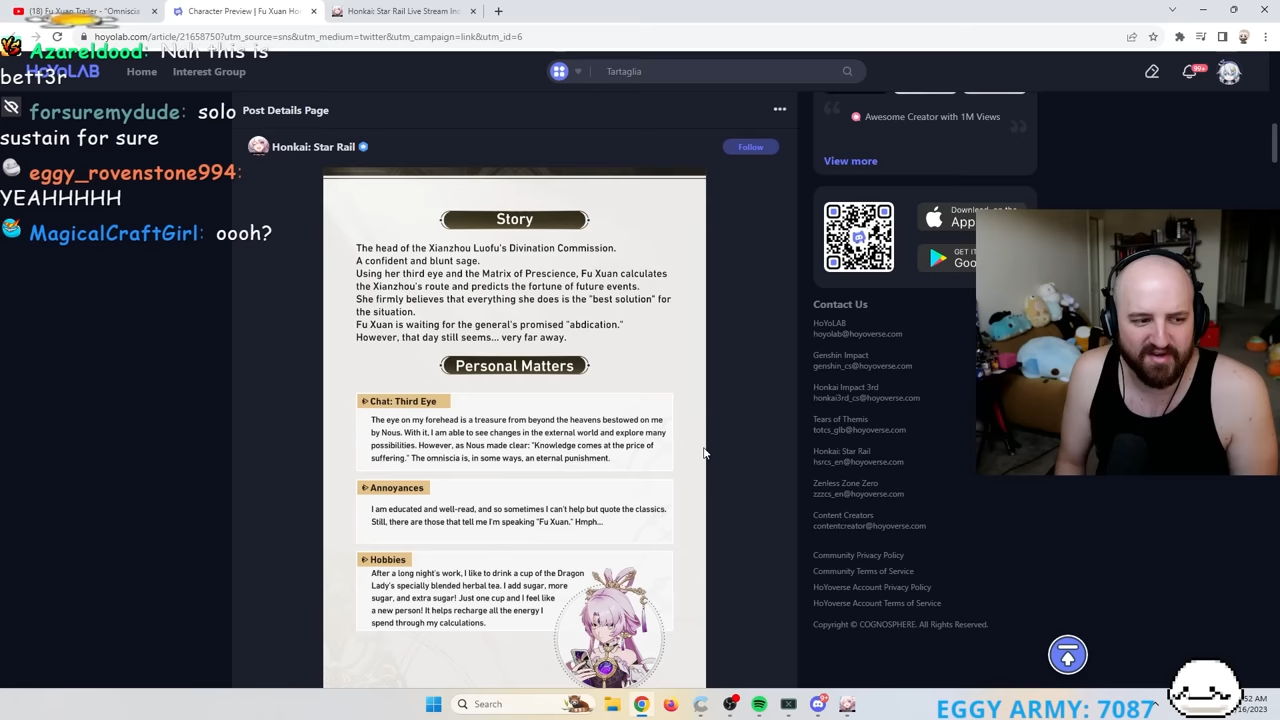 (18) Fu Xuan Trailer - "Omniscia
Character Preview | Fu Xuan Ho
Honkai: Star Rail Live Stream Inc
hoyolab.com/article/21658750?utm_source=sns&utm_medium=twitter&utm_campaign=link&utm_id=6
Azareldood: Nah this is
bett3r
forsuremydude: solo
sustain for sure
eggy_rovenstone994:
YEAHHHHH
MagicalCraftGirl: oooh?
HoYoLAB
Home
Interest Group
Tartaglia
99+
Post Details Page
Honkai: Star Rail
Follow
Story
The head of the Xianzhou Luofu's Divination Commission.
A confident and blunt sage.
Using her third eye and the Matrix of Prescience, Fu Xuan calculates
the Xianzhou's route and predicts the fortune of future events.
She firmly believes that everything she does is the "best solution" for
the situation.
Fu Xuan is waiting for the general's promised "abdication."
However, that day still seems... very far away.
Personal Matters
Chat: Third Eye
The eye on my forehead is a treasure from beyond the heavens bestowed on me
by Nous. With it, I am able to see changes in the external world and explore many
possibilities. However, as Nous made clear: "Knowledge comes at the price of
suffering." The omniscia is, in some ways, an eternal punishment.
Annoyances
I am educated and well-read, and so sometimes I can't help but quote the classics.
Still, there are those that tell me I'm speaking "Fu Xuan." Hmph...
Hobbies
After a long night's work, I like to drink a cup of the Dragon
Lady's specially blended herbal tea. I add sugar, more
sugar, and extra sugar! Just one cup and I feel like
a new person! It helps recharge all the energy I
spend through my calculations.
Awesome Creator with 1M Views
View more
Download on the
App
GET IT
Goo
Contact Us
HoYoLAB
hoyolab@hoyoverse.com
Genshin Impact
genshin_cs@hoyoverse.com
Honkai Impact 3rd
honkai3rd_cs@hoyoverse.com
Tears of Themis
totcs_glb@hoyoverse.com
Honkai: Star Rail
hsrcs_en@hoyoverse.com
Zenless Zone Zero
zzzcs_en@hoyoverse.com
Content Creators
contentcreator@hoyoverse.com
Community Privacy Policy
Community Terms of Service
HoYoverse Account Privacy Policy
HoYoverse Account Terms of Service
Copyright © COGNOSPHERE. All Rights Reserved.
Search
EGGY ARMY: 7087